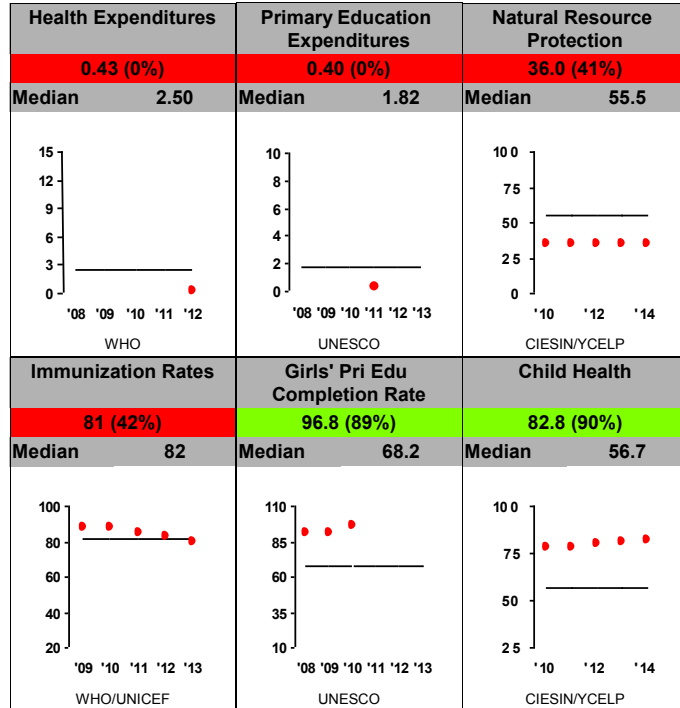 Health Expenditures
0.43 (0%)
Median 2.50
15
12
9
6
3
0
'08 '09 '10 '11 '12
WHO
Primary Education
Expenditures
0.40 (0%)
Median 1.82
10
8
6
4
2
0
'08 '09 '10 '11 '12 '13
UNESCO
Natural Resource
Protection
36.0 (41%)
Median 55.5
100
75
50
25
0
'10 '12 '14
CIESIN/YCELP
Immunization Rates
81 (42%)
Median 82
100
80
60
40
20
'09 '10 '11 '12 '13
WHO/UNICEF
Girls' Pri Edu
Completion Rate
96.8 (89%)
Median 68.2
110
85
60
35
10
'08 '09 '10 '11 '12 '13
UNESCO
Child Health
82.8 (90%)
Median 56.7
100
75
50
25
'10 '12 '14
CIESIN/YCELP